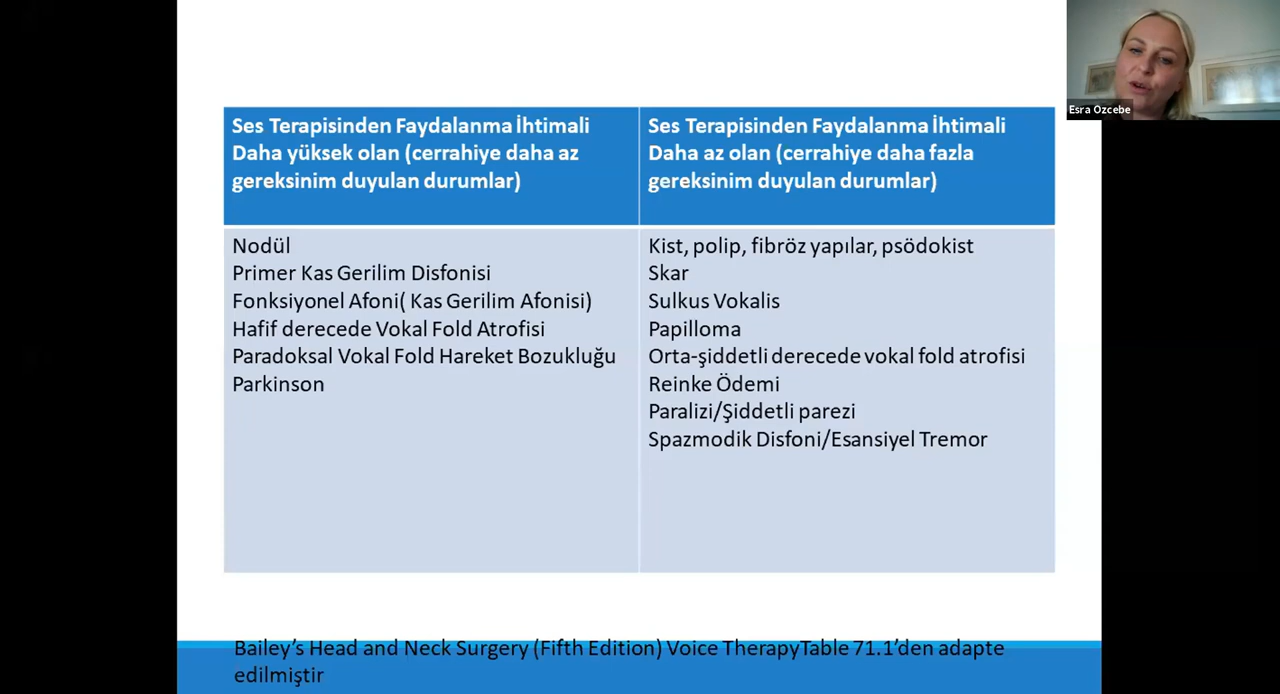 Esra Özcebe
Ses Terapisinden Faydalanma İhtimali
Daha yüksek olan (cerrahiye daha az
gereksinim duyulan durumlar)
Ses Terapisinden Faydalanma İhtimali
Daha az olan (cerrahiye daha fazla
gereksinim duyulan durumlar)
Nodül
Primer Kas Gerilim Disfonisi
Fonksiyonel Afoni( Kas Gerilim Afonisi)
Hafif derecede Vokal Fold Atrofisi
Paradoksal Vokal Fold Hareket Bozukluğu
Parkinson
Kist, polip, fibröz yapılar, psödokist
Skar
Sulkus Vokalis
Papilloma
Orta-şiddetli derecede vokal fold atrofisi
Reinke Ödemi
Paralizi/Şiddetli parezi
Spazmodik Disfoni/Esansiyel Tremor
Bailey’s Head and Neck Surgery (Fifth Edition) Voice TherapyTable 71.1’den adapte
edilmiştir